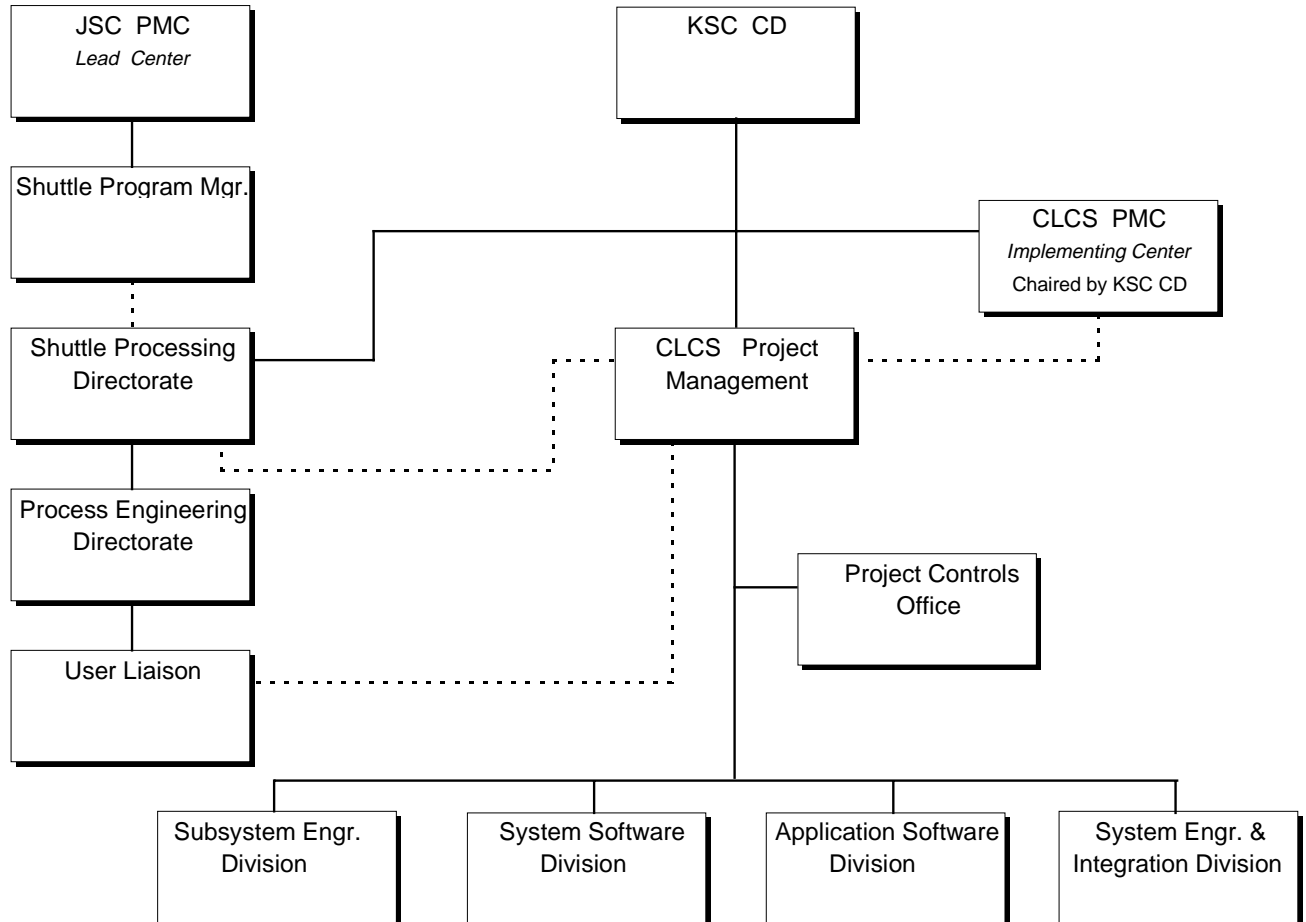 JSC PMC
Lead Center
KSC CD
Shuttle Program Mgr.
CLCS PMC
Implementing Center
Chaired by KSC CD
Shuttle Processing
Directorate
CLCS Project
Management
Process Engineering
Directorate
Project Controls
Office
User Liaison
Subsystem Engr.
Division
System Software
Division
Application Software
Division
System Engr. &
Integration Division